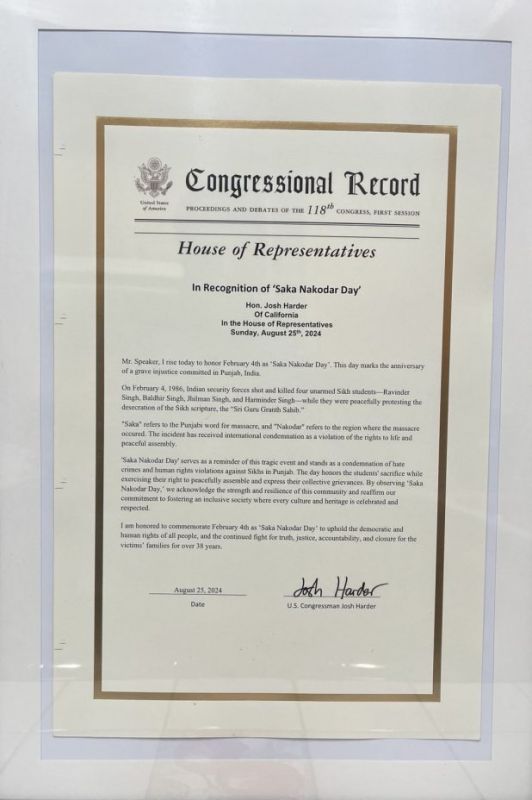 Congressional Record
United States
of America
PROCEEDINGS AND DEBATES OF THE 118th CONGRESS, FIRST SESSION
House of Representatives
In Recognition of 'Saka Nakodar Day'
Hon. Josh Harder
Of California
In the House of Representatives
Sunday, August 25th, 2024
Mr. Speaker, I rise today to honor February 4th as 'Saka Nakodar Day'. This day marks the anniversary
of a grave injustice committed in Punjab, India.
On February 4, 1986, Indian security forces shot and killed four unarmed Sikh students—Ravinder
Singh, Baldhir Singh, Jhilman Singh, and Harminder Singh—while they were peacefully protesting the
desecration of the Sikh scripture, the "Sri Guru Granth Sahib."
"Saka" refers to the Punjabi word for massacre, and "Nakodar" refers to the region where the massacre
occured. The incident has received international condemnation as a violation of the rights to life and
peaceful assembly.
'Saka Nakodar Day' serves as a reminder of this tragic event and stands as a condemnation of hate
crimes and human rights violations against Sikhs in Punjab. The day honors the students' sacrifice while
exercising their right to peacefully assemble and express their collective grievances. By observing 'Saka
Nakodar Day,' we acknowledge the strength and resilience of this community and reaffirm our
commitment to fostering an inclusive society where every culture and heritage is celebrated and
respected.
I am honored to commemorate February 4th as 'Saka Nakodar Day' to uphold the democratic and
human rights of all people, and the continued fight for truth, justice, accountability, and closure for the
victims' families for over 38 years.
August 25, 2024
Josh Harder
Date
U.S. Congressman Josh Harder